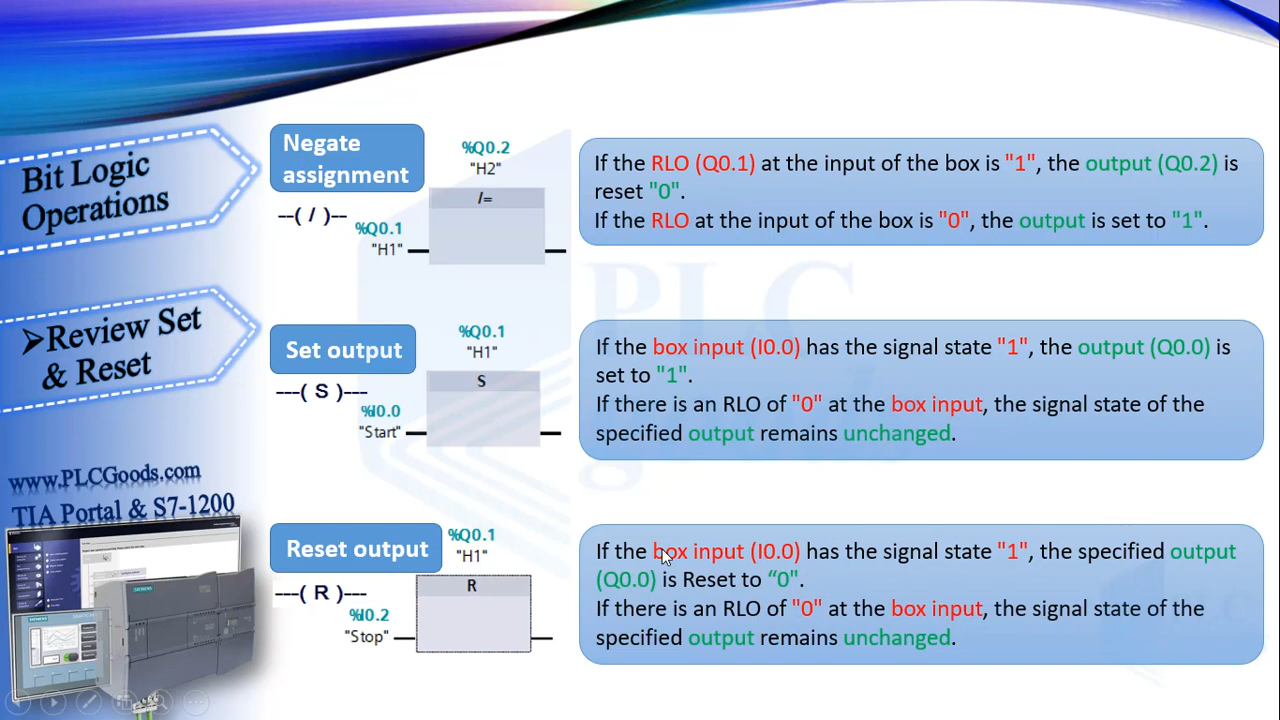 Bit Logic
Operations
➢Review Set
& Reset
www.PLCGoods.com
TIA Portal & S7-1200
SIEMENS
Negate
assignment
--( / )--
%Q0.2
"H2"
/=
%Q0.1
"H1"
If the RLO (Q0.1) at the input of the box is "1", the output (Q0.2) is
reset "0".
If the RLO at the input of the box is "0", the output is set to "1".
Set output
---( S )---
%Q0.1
"H1"
S
%I0.0
"Start"
If the box input (I0.0) has the signal state "1", the output (Q0.0) is
set to "1".
If there is an RLO of "0" at the box input, the signal state of the
specified output remains unchanged.
Reset output
---( R )---
%Q0.1
"H1"
R
%I0.2
"Stop"
If the box input (I0.0) has the signal state "1", the specified output
(Q0.0) is Reset to “0".
If there is an RLO of "0" at the box input, the signal state of the
specified output remains unchanged.
PLC
goods